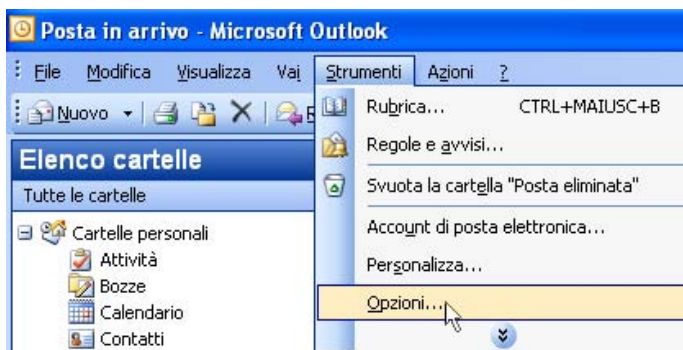 Posta in arrivo - Microsoft Outlook
File Modifica Visualizza Vai Strumenti Azioni ?
Nuovo
Rubrica... CTRL+MAIUSC+B
Regole e avvisi...
Svuota la cartella "Posta eliminata"
Account di posta elettronica...
Personalizza...
Opzioni...
Elenco cartelle
Tutte le cartelle
Cartelle personali
Attività
Bozze
Calendario
Contatti